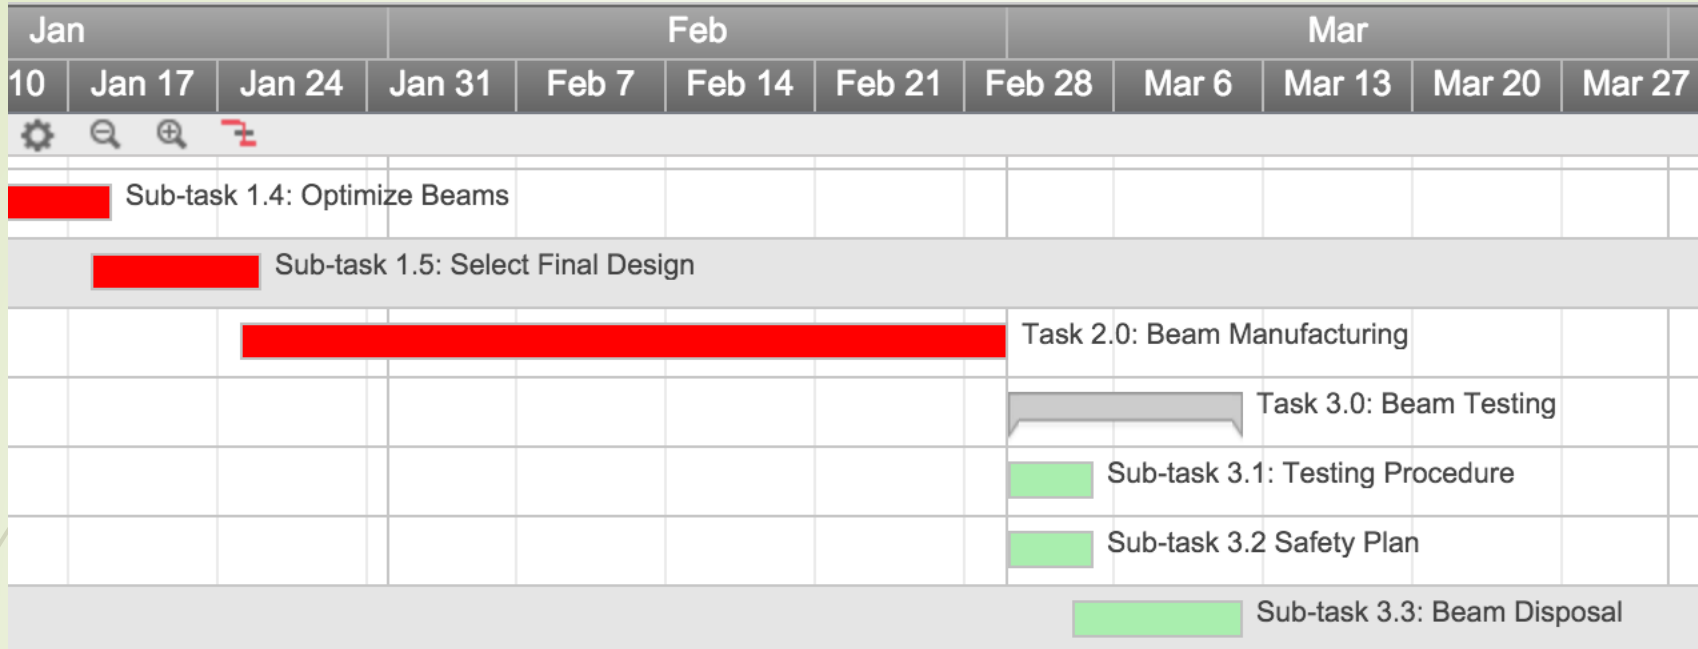 Jan Feb Mar
10 Jan 17 Jan 24 Jan 31 Feb 7 Feb 14 Feb 21 Feb 28 Mar 6 Mar 13 Mar 20 Mar 27
Sub-task 1.4: Optimize Beams
Sub-task 1.5: Select Final Design
Task 2.0: Beam Manufacturing
Task 3.0: Beam Testing
Sub-task 3.1: Testing Procedure
Sub-task 3.2 Safety Plan
Sub-task 3.3: Beam Disposal